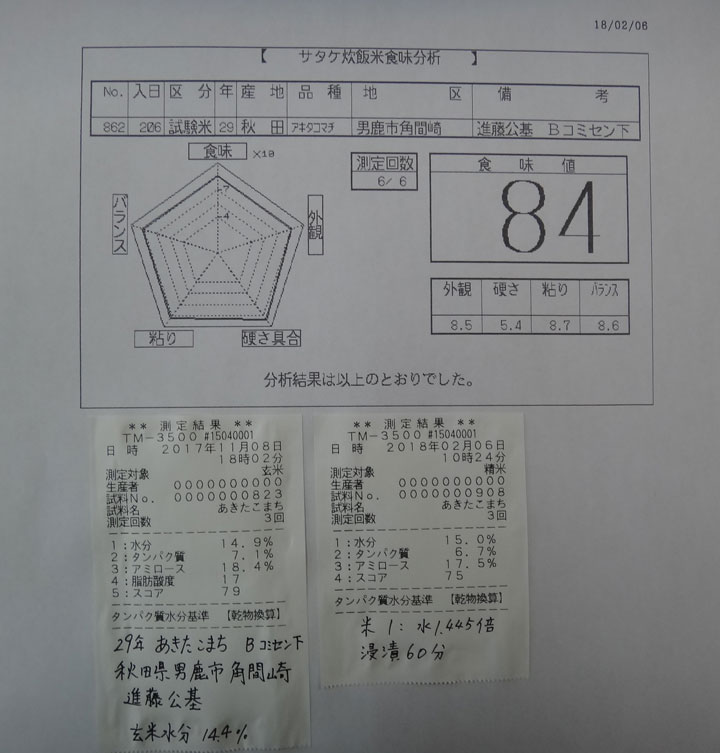 18/02/06
【 サタケ炊飯米食味分析 】
No. 入日 区分 年 産地 品種 地区 備考
862 206 試験米 29 秋田 アキタコマチ 男鹿市角間崎 進藤公基 Bコミセン下
食味 ×10
7
4
外観
硬さ具合
粘り
バランス
測定回数
6/ 6
食味値
84
外観 硬さ 粘り バランス
8.5 5.4 8.7 8.6
分析結果は以上のとおりでした。
** 測定結果 **
TM-3500 #15040001
日時 2017年11月08日
18時02分
測定対象 玄米
生産者 0000000000
試料No. 0000000823
試料名 あきたこまち
測定回数 3回
1:水分 14.9%
2:タンパク質 7.1%
3:アミロース 18.4%
4:脂肪酸度 17
5:スコア 79
タンパク質水分基準 【乾物換算】
29年 あきたこまち Bコミセン下
秋田県男鹿市角間崎
進藤公基
玄米水分 14.4%
** 測定結果 **
TM-3500 #15040001
日時 2018年02月06日
10時24分
測定対象 精米
生産者 0000000000
試料No. 0000000908
試料名 あきたこまち
測定回数 3回
1:水分 15.0%
2:タンパク質 6.7%
3:アミロース 17.5%
4:スコア 75
タンパク質水分基準 【乾物換算】
米1:水1.445倍
浸漬60分